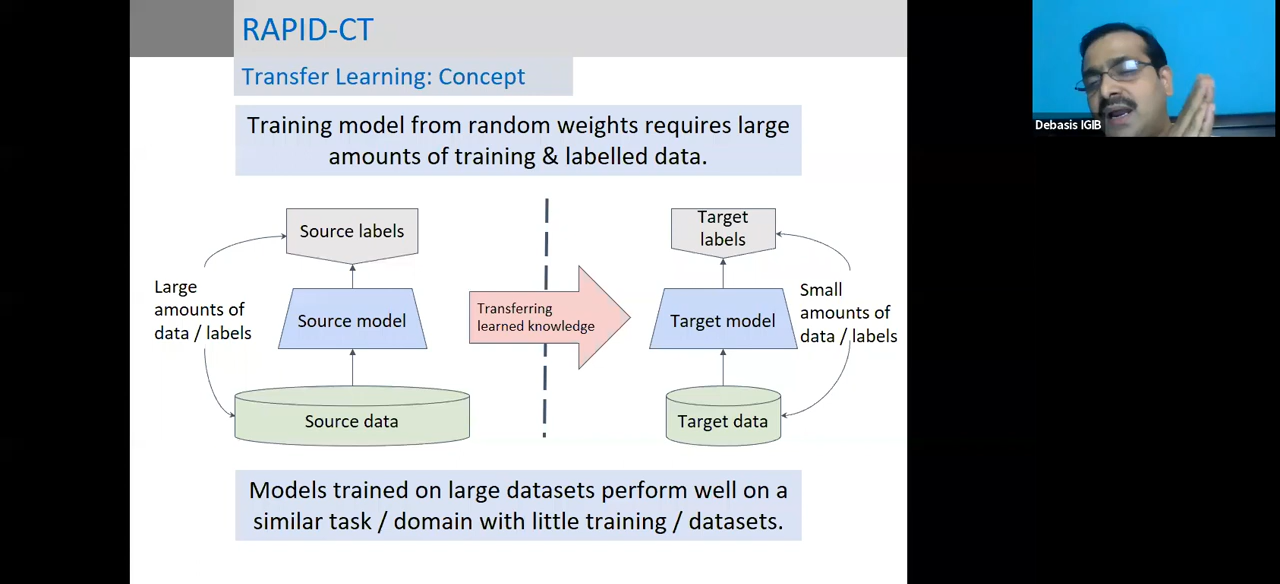 RAPID-CT
Transfer Learning: Concept
Training model from random weights requires large
amounts of training & labelled data.
Source labels
Large
amounts of
data / labels
Source model
Source data
Transferring
learned knowledge
Target
labels
Target model
Small
amounts of
data / labels
Target data
Models trained on large datasets perform well on a
similar task / domain with little training / datasets.
Debasis IGIB